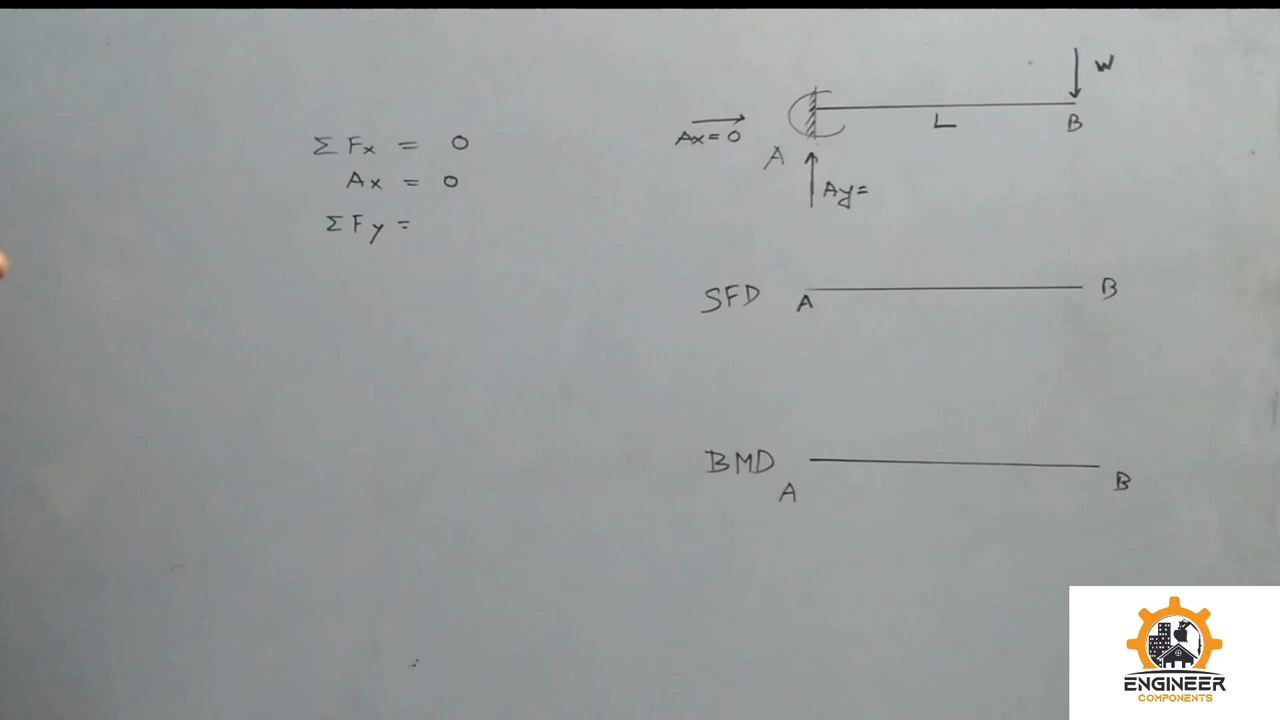 ΣFx = 0
Ax = 0
ΣFy =
W
Ax = 0
L
B
A
Ay=
SFD A B
BMD
A B
ENGINEER
COMPONENTS